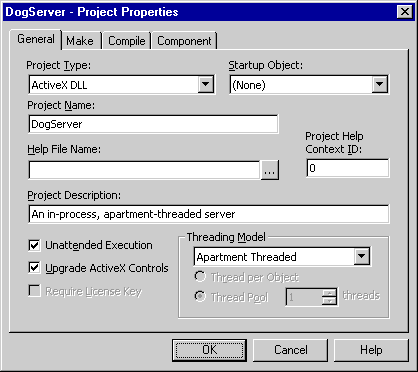 DogServer - Project Properties
General Make Compile Component
Project Type: Startup Object:
ActiveX DLL (None)
Project Name:
DogServer
Project Help
Help File Name: Context ID:
... 0
Project Description:
An in-process, apartment-threaded server
Unattended Execution Threading Model
Upgrade ActiveX Controls Apartment Threaded
Require License Key Thread per Object
Thread Pool 1 threads
OK Cancel Help